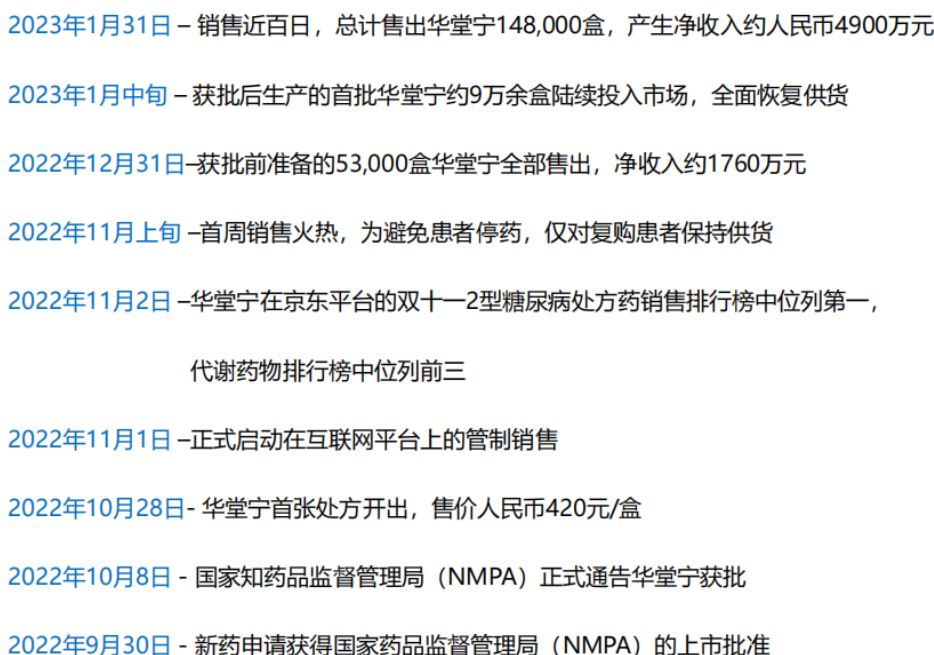 2023年1月31日 – 销售近百日，总计售出华堂宁148,000盒，产生净收入约人民币4900万元
2023年1月中旬 – 获批后生产的首批华堂宁约9万余盒陆续投入市场，全面恢复供货
2022年12月31日–获批前准备的53,000盒华堂宁全部售出，净收入约1760万元
2022年11月上旬 –首周销售火热，为避免患者停药，仅对复购患者保持供货
2022年11月2日 –华堂宁在京东平台的双十一2型糖尿病处方药销售排行榜中位列第一，
代谢药物排行榜中位列前三
2022年11月1日 –正式启动在互联网平台上的管制销售
2022年10月28日- 华堂宁首张处方开出，售价人民币420元/盒
2022年10月8日 - 国家知药品监督管理局（NMPA）正式通告华堂宁获批
2022年9月30日 - 新药申请获得国家药品监督管理局（NMPA）的上市批准